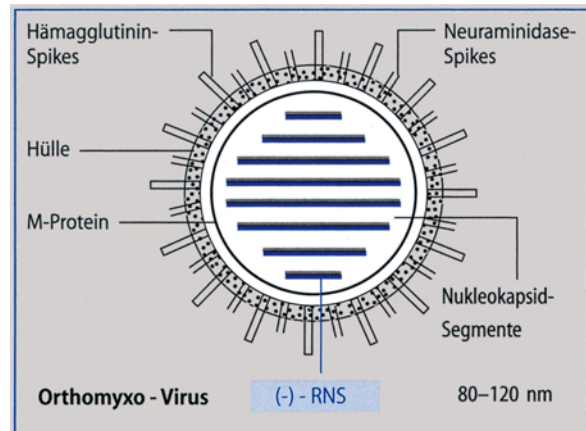 Hämagglutinin-
Spikes
Neuraminidase-
Spikes
Hülle
M-Protein
Nukleokapsid-
Segmente
Orthomyxo - Virus
(-) - RNS
80–120 nm